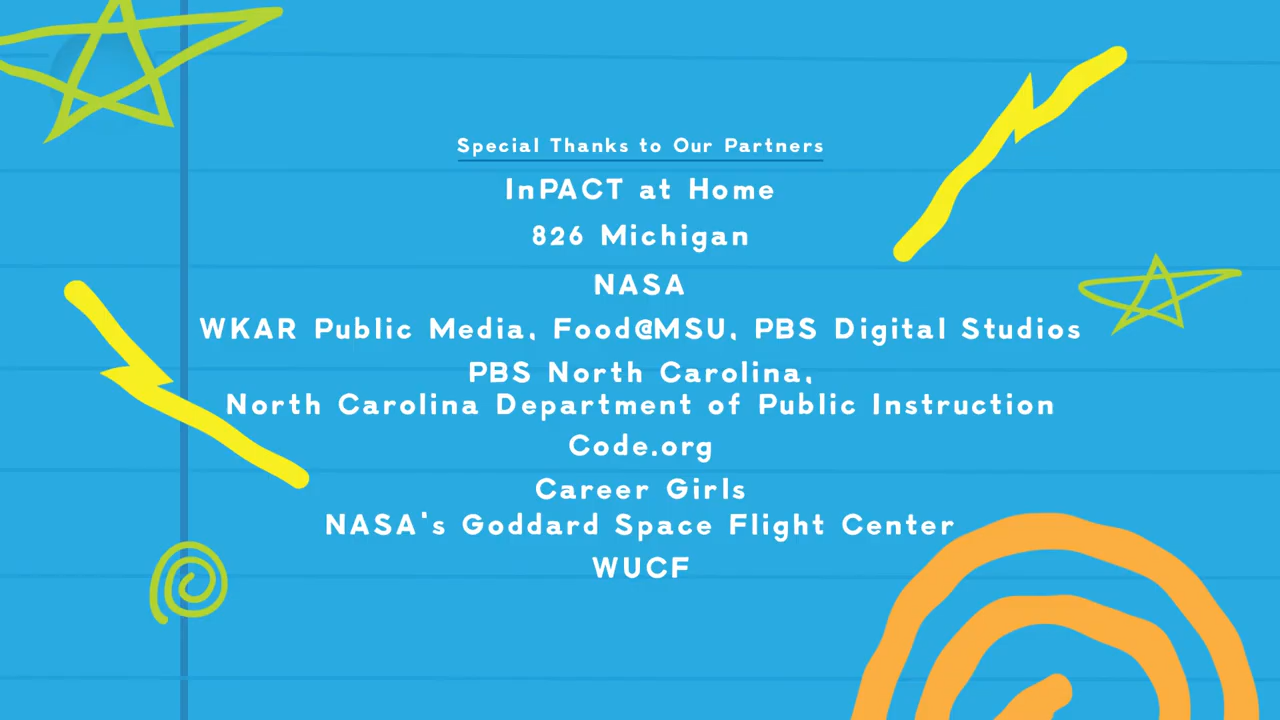 Special Thanks to Our Partners
InPACT at Home
826 Michigan
NASA
WKAR Public Media, Food@MSU, PBS Digital Studios
PBS North Carolina,
North Carolina Department of Public Instruction
Code.org
Career Girls
NASA's Goddard Space Flight Center
WUCF